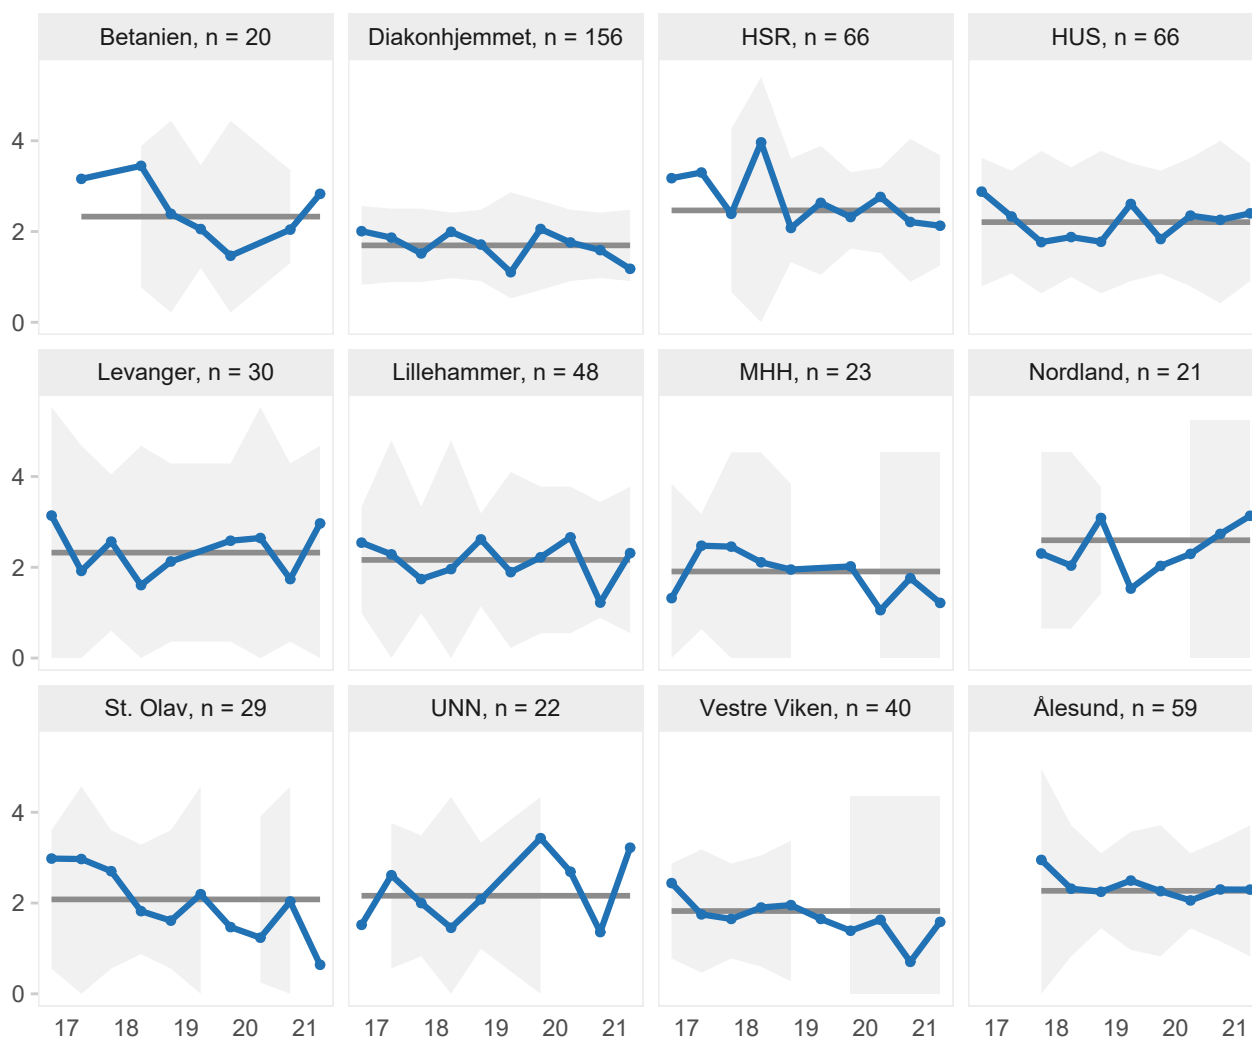 Betanien, n = 20 Diakonhjemmet, n = 156 HSR, n = 66 HUS, n = 66
4
2
0
Levanger, n = 30 Lillehammer, n = 48 MHH, n = 23 Nordland, n = 21
4
2
0
St. Olav, n = 29 UNN, n = 22 Vestre Viken, n = 40 Ålesund, n = 59
4
2
0
17 18 19 20 21 17 18 19 20 21 17 18 19 20 21 17 18 19 20 21